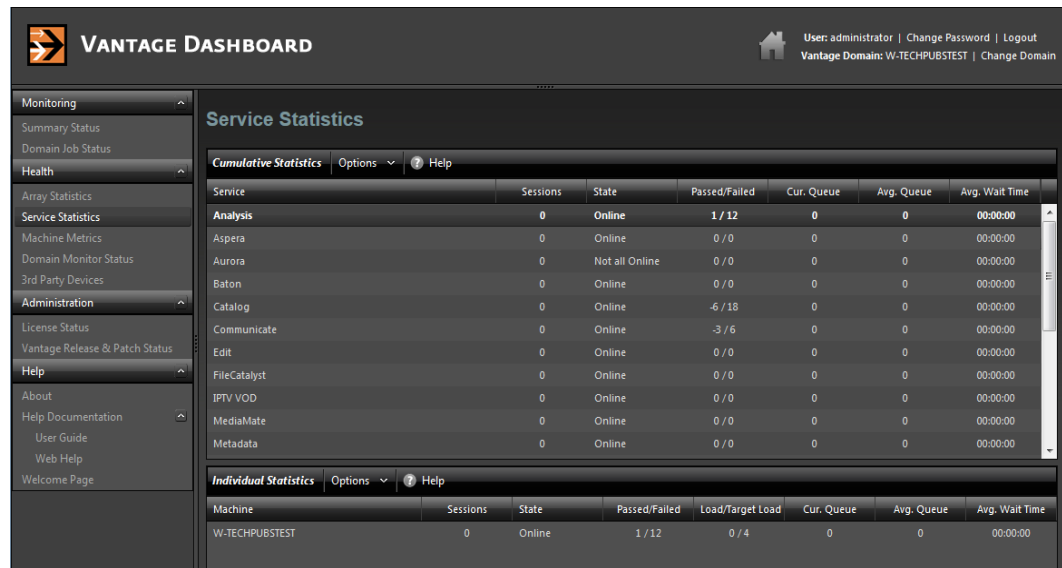 VANTAGE DASHBOARD
User: administrator | Change Password | Logout
Vantage Domain: W-TECHPUBSTEST | Change Domain
Monitoring
Summary Status
Domain Job Status
Health
Array Statistics
Service Statistics
Machine Metrics
Domain Monitor Status
3rd Party Devices
Administration
License Status
Vantage Release & Patch Status
Help
About
Help Documentation
User Guide
Web Help
Welcome Page
Service Statistics
Cumulative Statistics Options ? Help
Service Sessions State Passed/Failed Cur. Queue Avg. Queue Avg. Wait Time
Analysis 0 Online 1 / 12 0 0 00:00:00
Aspera 0 Online 0 / 0 0 0 00:00:00
Aurora 0 Not all Online 0 / 0 0 0 00:00:00
Baton 0 Online 0 / 0 0 0 00:00:00
Catalog 0 Online -6 / 18 0 0 00:00:00
Communicate 0 Online -3 / 6 0 0 00:00:00
Edit 0 Online 0 / 0 0 0 00:00:00
FileCatalyst 0 Online 0 / 0 0 0 00:00:00
IPTV VOD 0 Online 0 / 0 0 0 00:00:00
MediaMate 0 Online 0 / 0 0 0 00:00:00
Metadata 0 Online 0 / 0 0 0 00:00:00
Individual Statistics Options ? Help
Machine Sessions State Passed/Failed Load/Target Load Cur. Queue Avg. Queue Avg. Wait Time
W-TECHPUBSTEST 0 Online 1 / 12 0 / 4 0 0 00:00:00